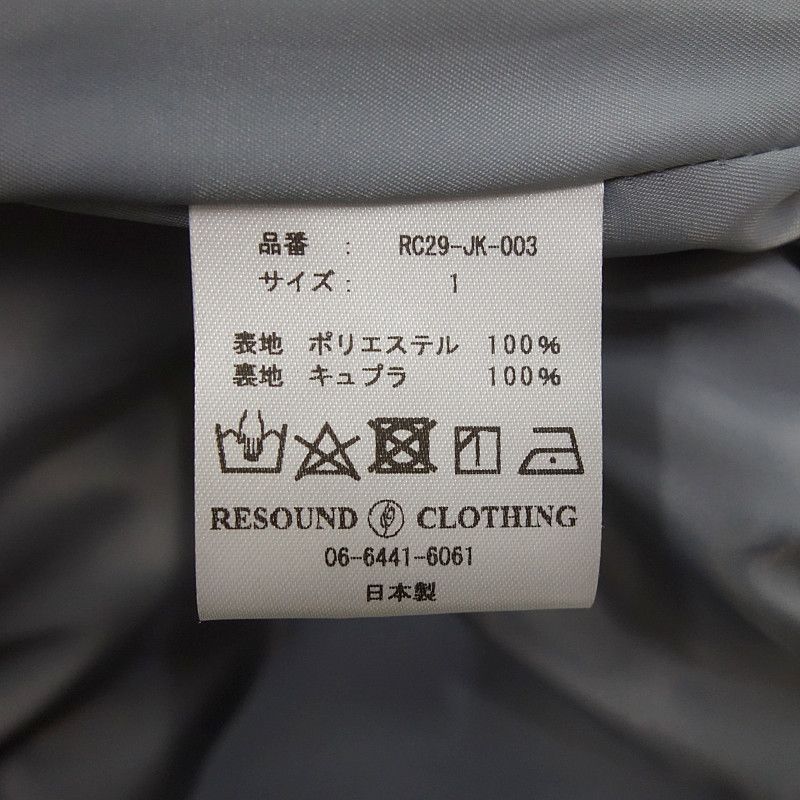 品番 : RC29-JK-003
サイズ : 1
表地 ポリエステル 100%
裏地 キュプラ 100%
RESOUND CLOTHING
06-6441-6061
日本製